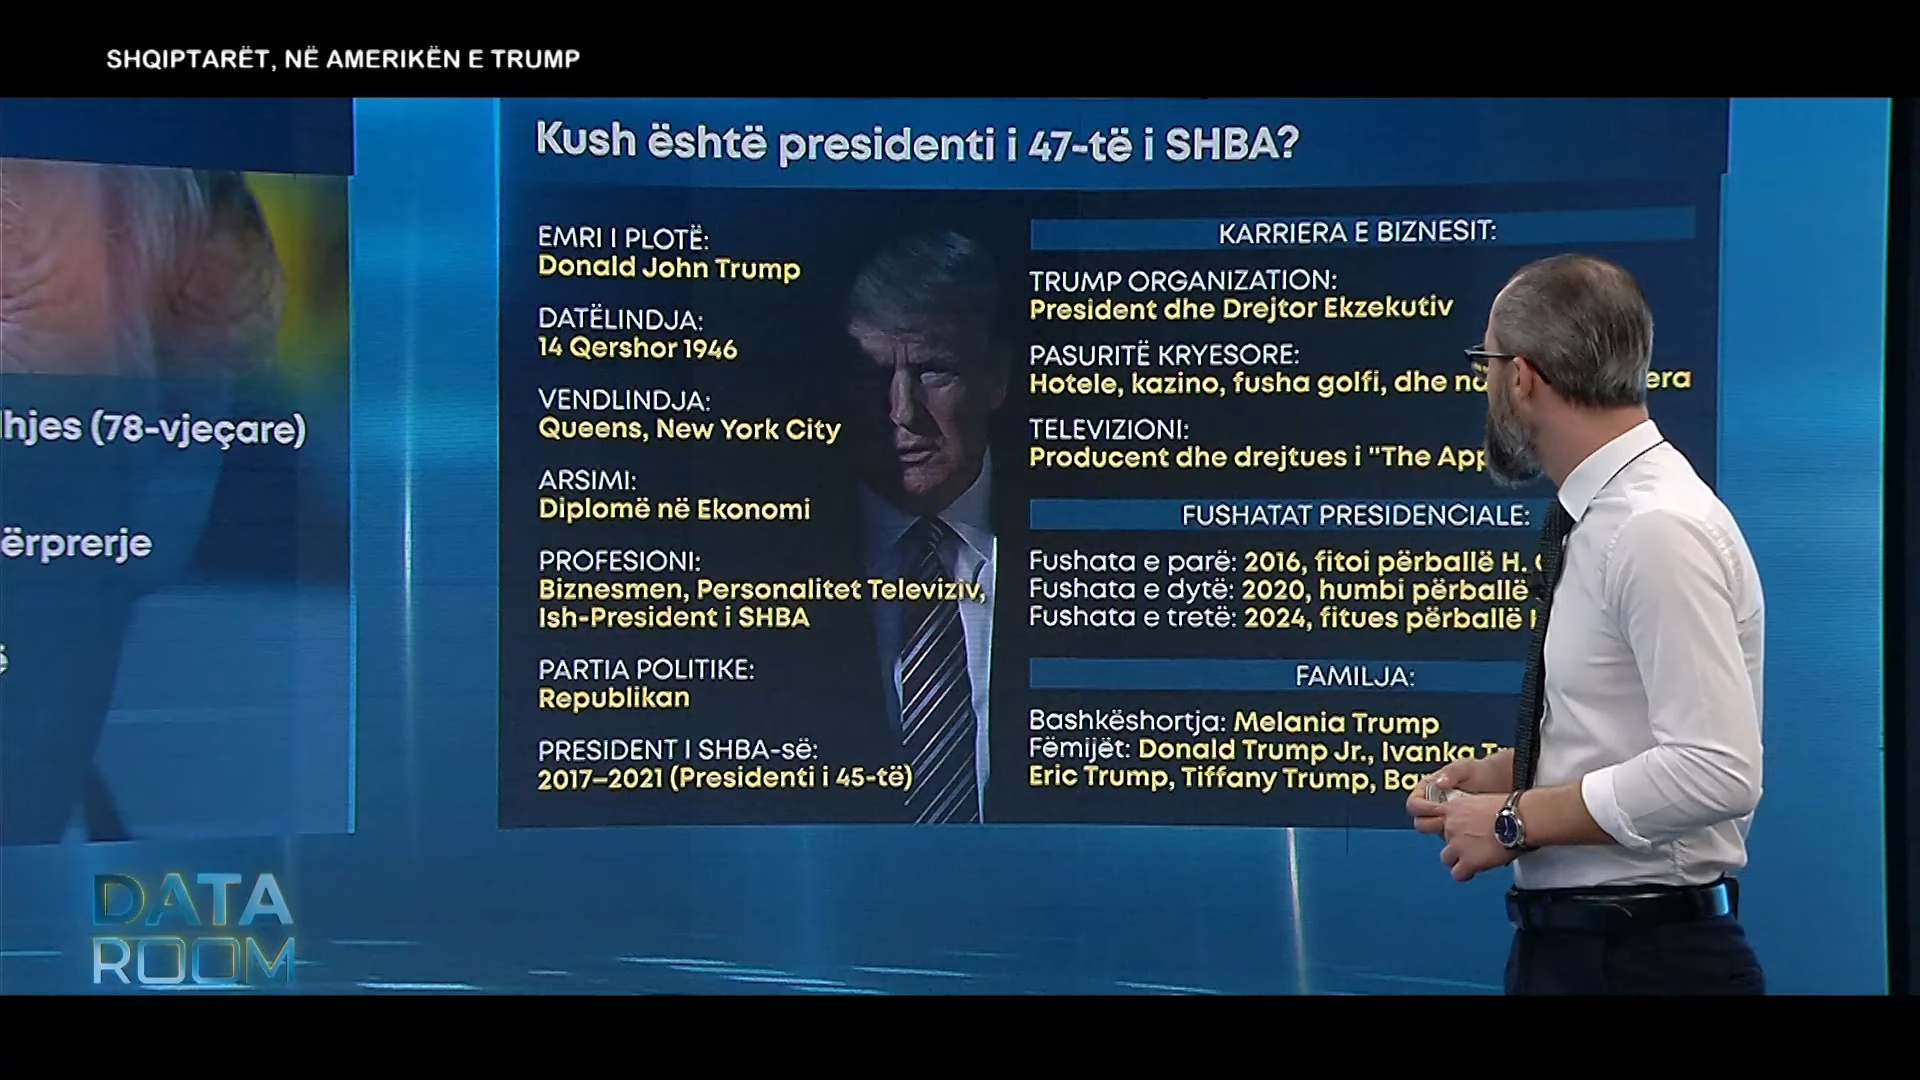 SHQIPTARËT, NË AMERIKËN E TRUMP
Kush është presidenti i 47-të i SHBA?
EMRI I PLOTË:
Donald John Trump
DATËLINDJA:
14 Qershor 1946
VENDLINDJA:
Queens, New York City
ARSIMI:
Diplomë në Ekonomi
PROFESIONI:
Biznesmen, Personalitet Televiziv,
Ish-President i SHBA
PARTIA POLITIKE:
Republikan
PRESIDENT I SHBA-së:
2017–2021 (Presidenti i 45-të)
KARRIERA E BIZNESIT:
TRUMP ORGANIZATION:
President dhe Drejtor Ekzekutiv
PASURITË KRYESORE:
Hotele, kazino, fusha golfi, dhe
TELEVIZIONI:
Producent dhe drejtues i "The
FUSHATAT PRESIDENCIALE:
Fushata e parë: 2016, fitoi përballë H.
Fushata e dytë: 2020, humbi përballë
Fushata e tretë: 2024, fitues përballë
FAMILJA:
Bashkëshortja: Melania Trump
Fëmijët: Donald Trump Jr., Ivanka
Eric Trump, Tiffany Trump,
(78-vjeçare)
DATA
ROOM